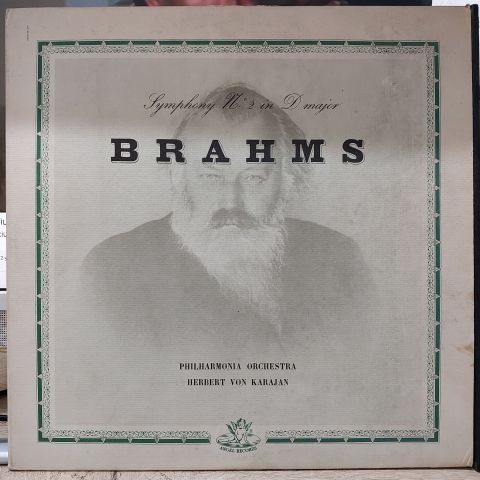 Symphony Nº 2 in D major
BRAHMS
PHILHARMONIA ORCHESTRA
HERBERT VON KARAJAN
ANGEL RECORDS